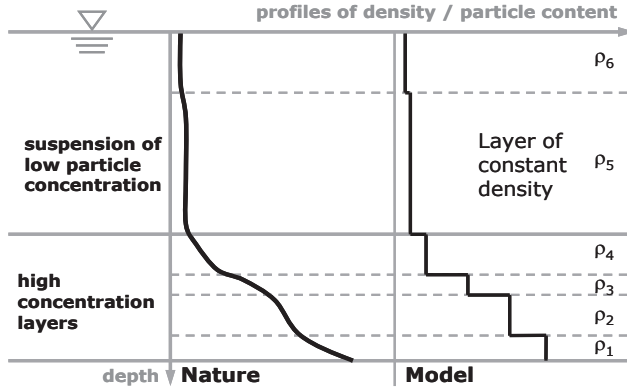 profiles of density / particle content
ρ6
suspension of
low particle
concentration
Layer of
constant
density
ρ5
ρ4
high
concentration
layers
ρ3
ρ2
ρ1
depth
Nature
Model